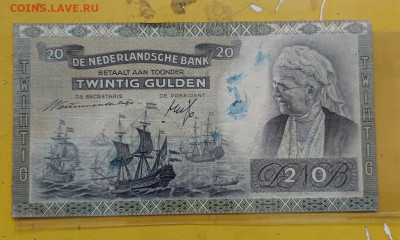 COINS.LAVE.RU
20 DE NEDERLANDSCHE BANK 20
BETAALT AAN TOONDER
TWINTIG GULDEN
DE SECRETARIS DE PRESIDENT
TWINTIG
TWINTIG
DNB
20